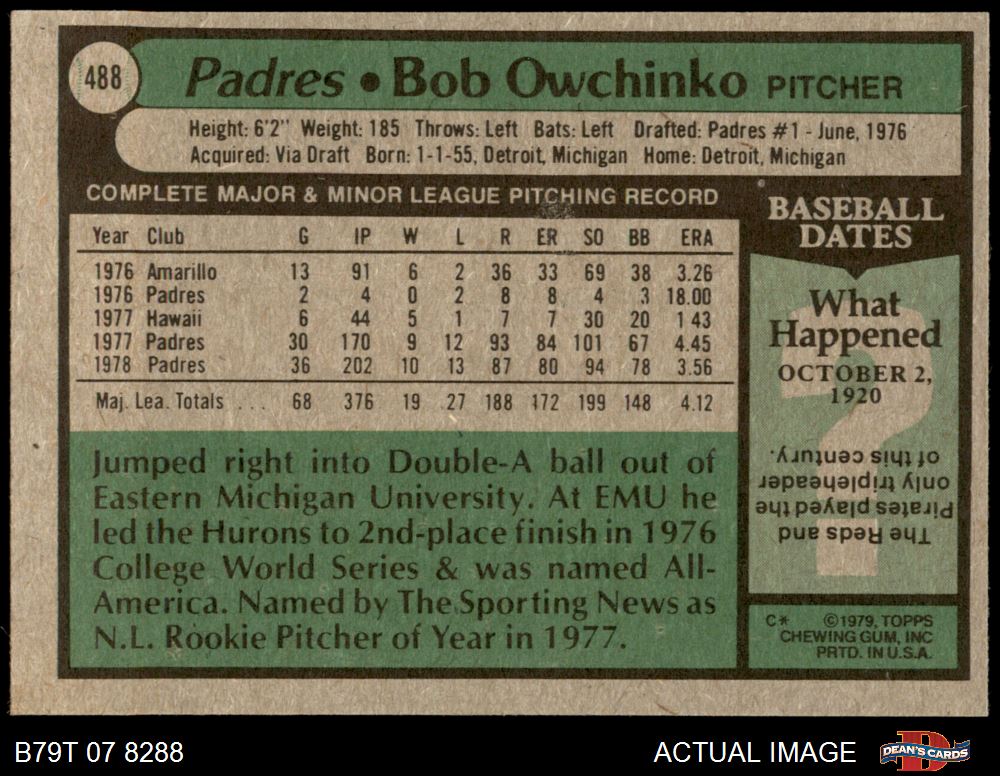 488
Padres • Bob Owchinko PITCHER
Height: 6'2" Weight: 185 Throws: Left Bats: Left Drafted: Padres #1 - June, 1976
Acquired: Via Draft Born: 1-1-55, Detroit, Michigan Home: Detroit, Michigan
COMPLETE MAJOR & MINOR LEAGUE PITCHING RECORD
Year Club G IP W L R ER SO BB ERA
1976 Amarillo 13 91 6 2 36 33 69 38 3.26
1976 Padres 2 4 0 2 8 8 4 3 18.00
1977 Hawaii 6 44 5 1 7 7 30 20 1 43
1977 Padres 30 170 9 12 93 84 101 67 4.45
1978 Padres 36 202 10 13 87 80 94 78 3.56
Maj. Lea. Totals . . . 68 376 19 27 188 172 199 148 4.12
Jumped right into Double-A ball out of
Eastern Michigan University. At EMU he
led the Hurons to 2nd-place finish in 1976
College World Series & was named All-
America. Named by The Sporting News as
N.L. Rookie Pitcher of Year in 1977.
BASEBALL
DATES
What
Happened
OCTOBER 2,
1920
?
The Reds and
Pirates played the
only tripleheader
of this century.
C* ©1979, TOPPS
CHEWING GUM, INC
PRTD. IN U.S.A.
B79T 07 8288
ACTUAL IMAGE
D
DEAN'S CARDS